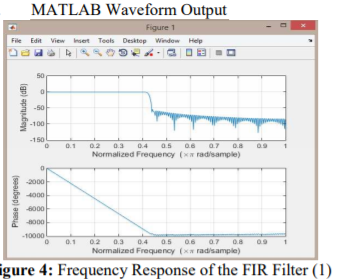 MATLAB Waveform Output
Figure 1
File Edit View Insert Tools Desktop Window Help
Magnitude (dB)
50
0
-50
-100
-150
0 0.1 0.2 0.3 0.4 0.5 0.6 0.7 0.8 0.9 1
Normalized Frequency (×π rad/sample)
Phase (degrees)
0
-2000
-4000
-6000
-8000
-10000
0 0.1 0.2 0.3 0.4 0.5 0.6 0.7 0.8 0.9 1
Normalized Frequency (×π rad/sample)
igure 4: Frequency Response of the FIR Filter (1)